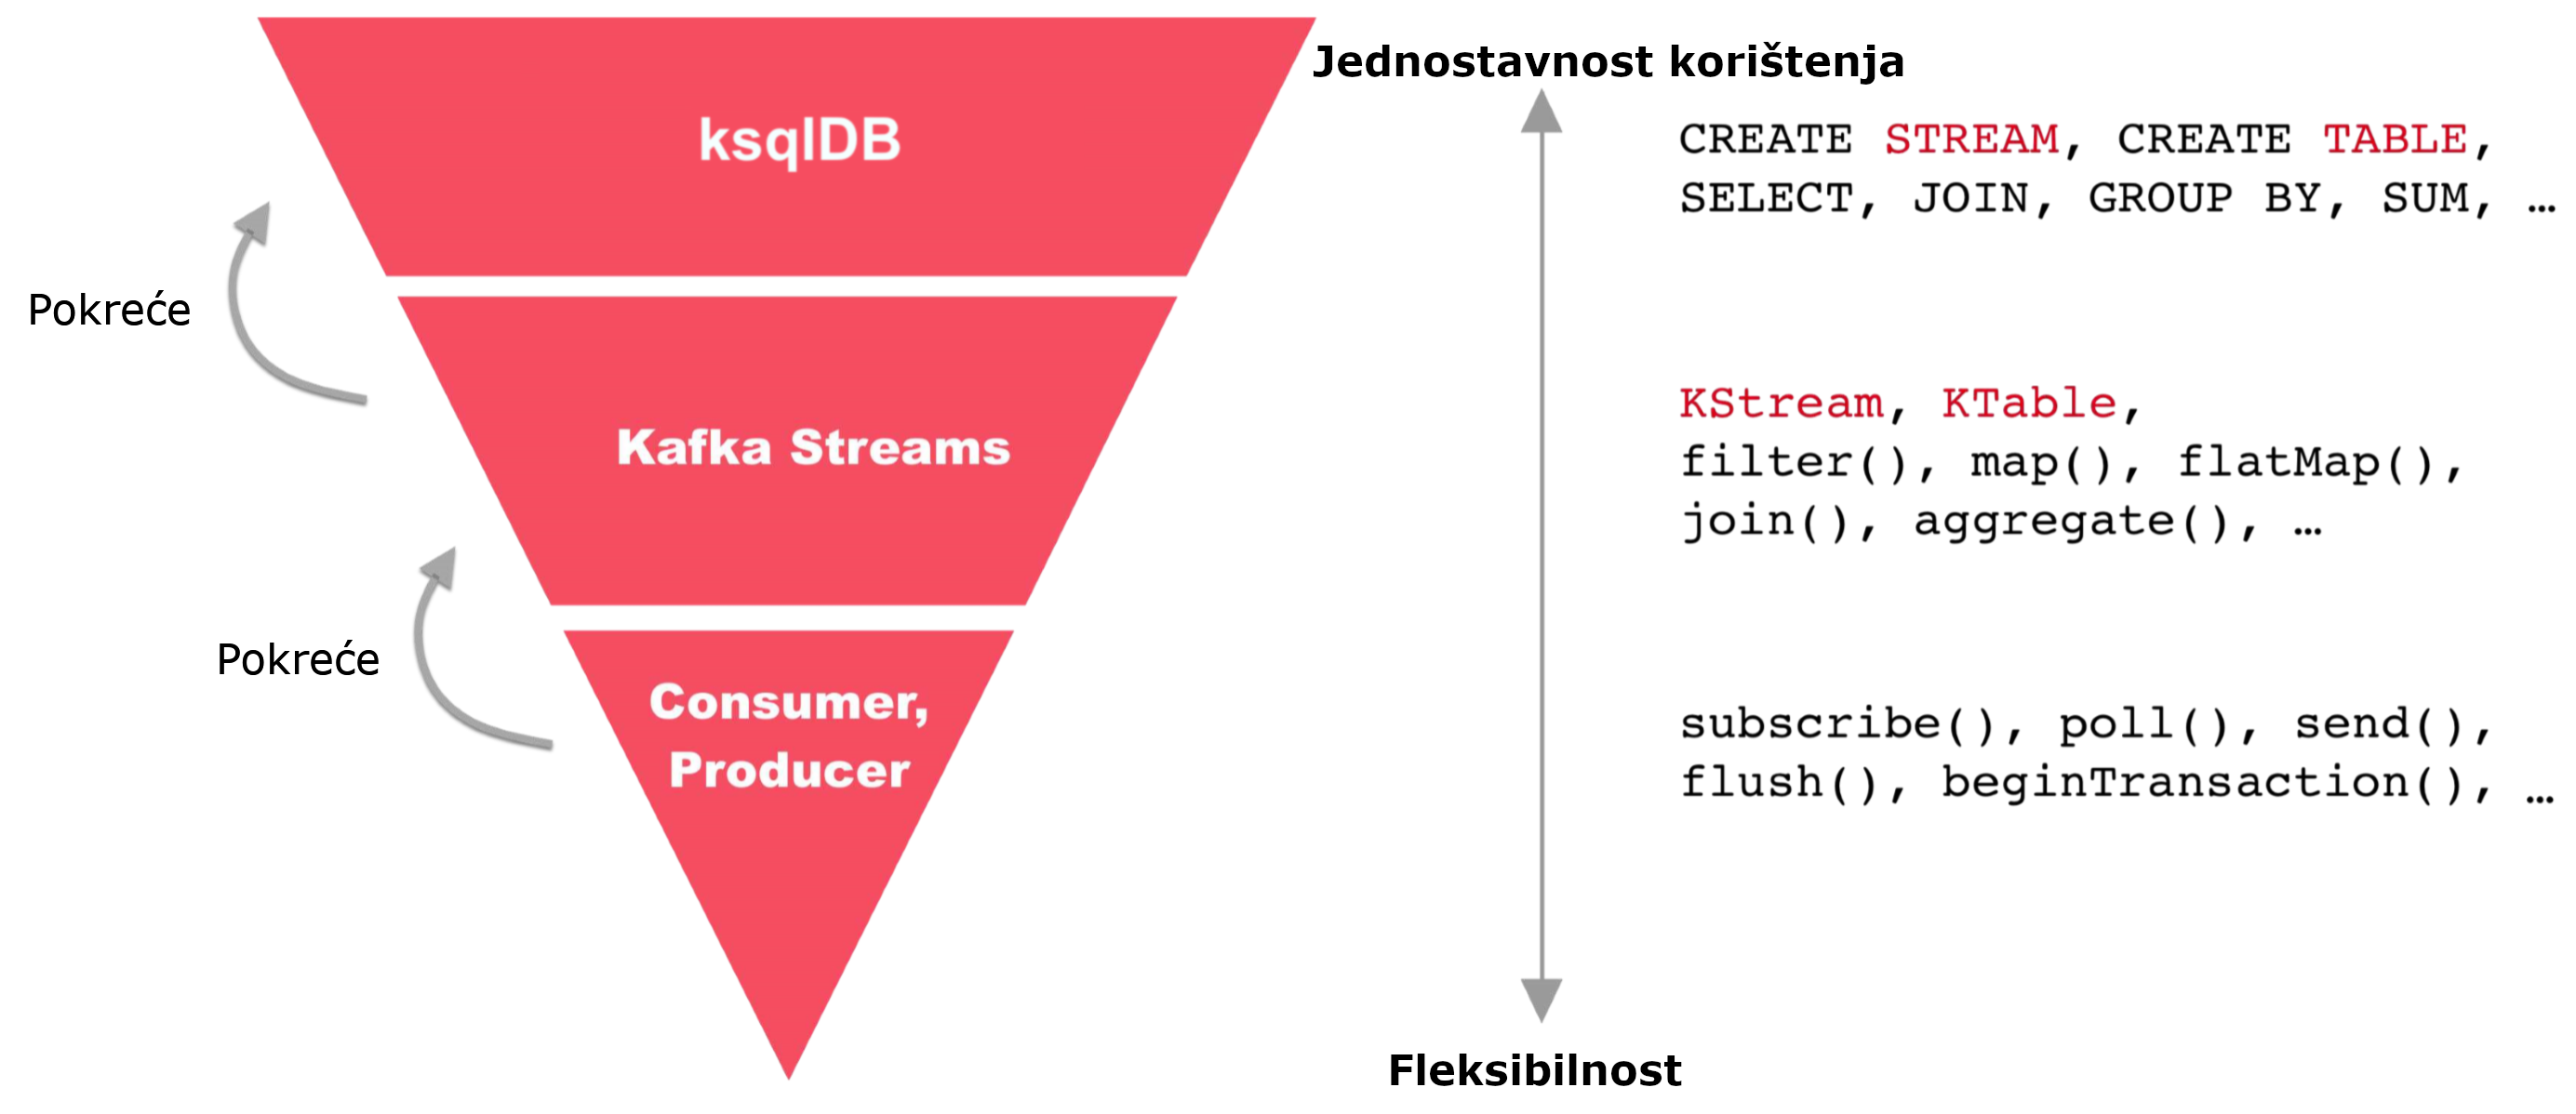 Jednostavnost korištenja
ksqlDB
CREATE STREAM, CREATE TABLE,
SELECT, JOIN, GROUP BY, SUM, …
Pokreće
Kafka Streams
KStream, KTable,
filter(), map(), flatMap(),
join(), aggregate(), …
Pokreće
Consumer,
Producer
subscribe(), poll(), send(),
flush(), beginTransaction(), …
Fleksibilnost